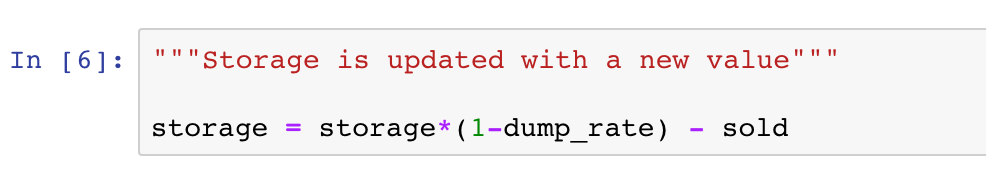 In [6]: """Storage is updated with a new value"""
storage = storage*(1-dump_rate) - sold